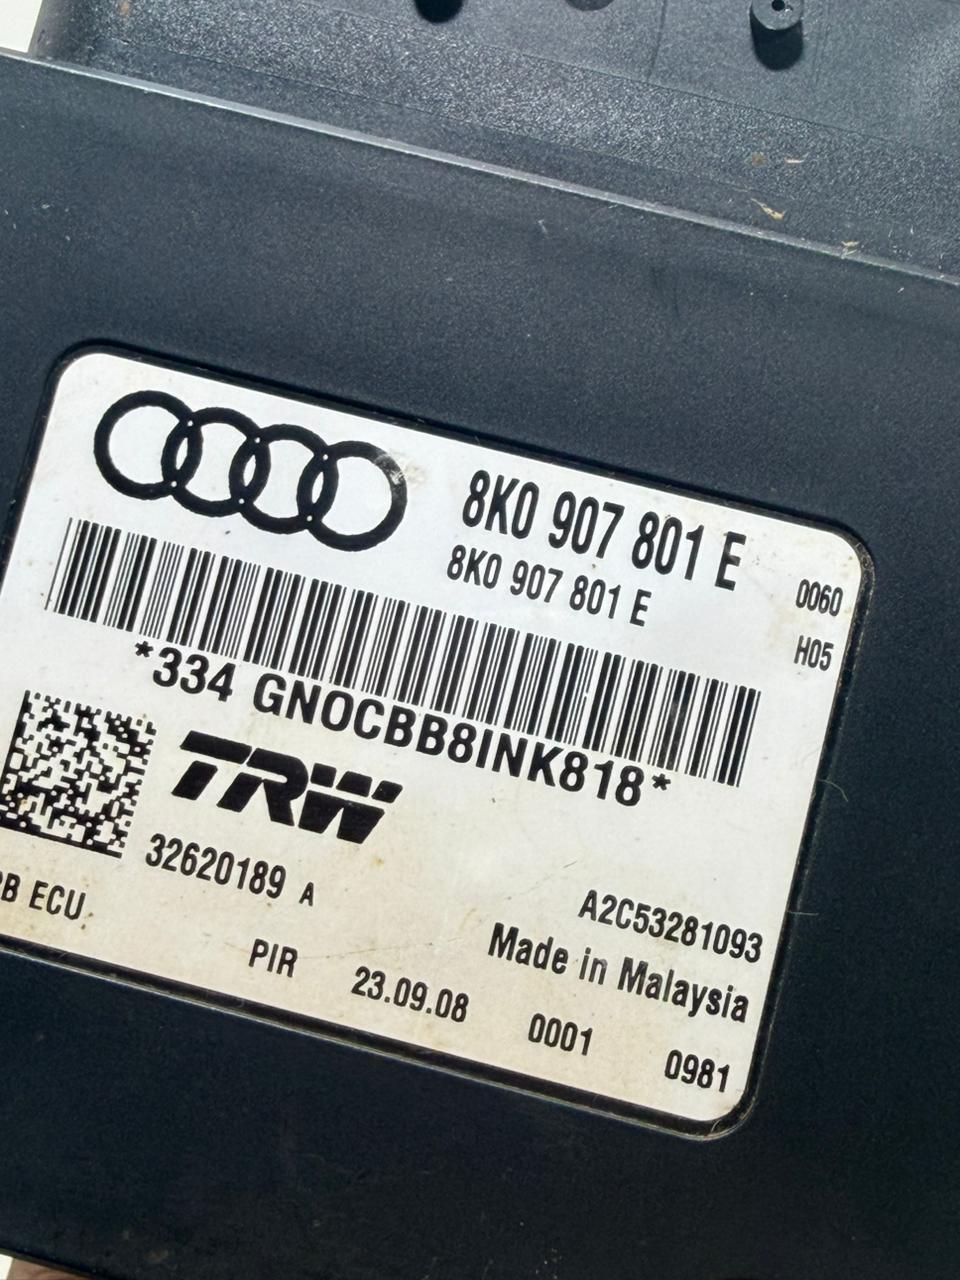 8K0 907 801 E
8K0 907 801 E
0060
H05
*334 GN0CBB8INK818*
TRW
32620189 A
ECU
A2C53281093
Made in Malaysia
PIR 23.09.08 0001 0981